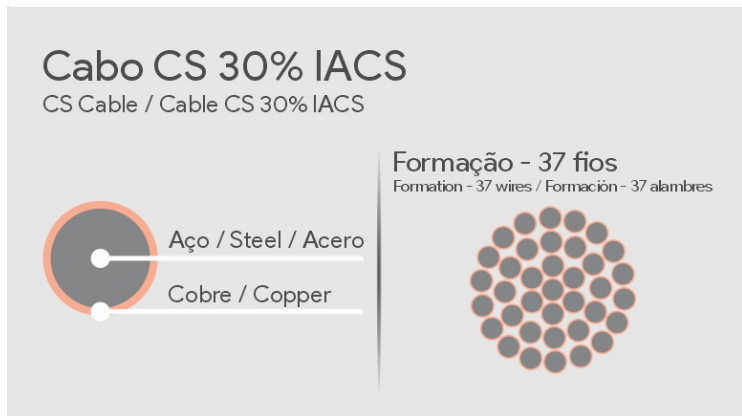 Cabo CS 30% IACS
CS Cable / Cable CS 30% IACS
Formação - 37 fios
Formation - 37 wires / Formación - 37 alambres
Aço / Steel / Acero
Cobre / Copper